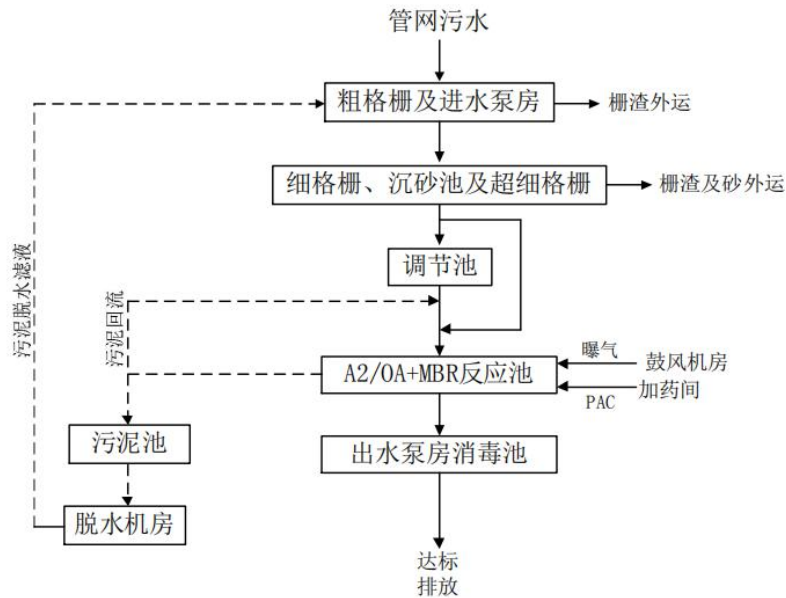 管网污水
粗格栅及进水泵房
栅渣外运
细格栅、沉砂池及超细格栅
栅渣及砂外运
调节池
污泥脱水滤液
污泥回流
曝气
鼓风机房
A2/OA+MBR反应池
加药间
PAC
污泥池
出水泵房消毒池
脱水机房
达标
排放